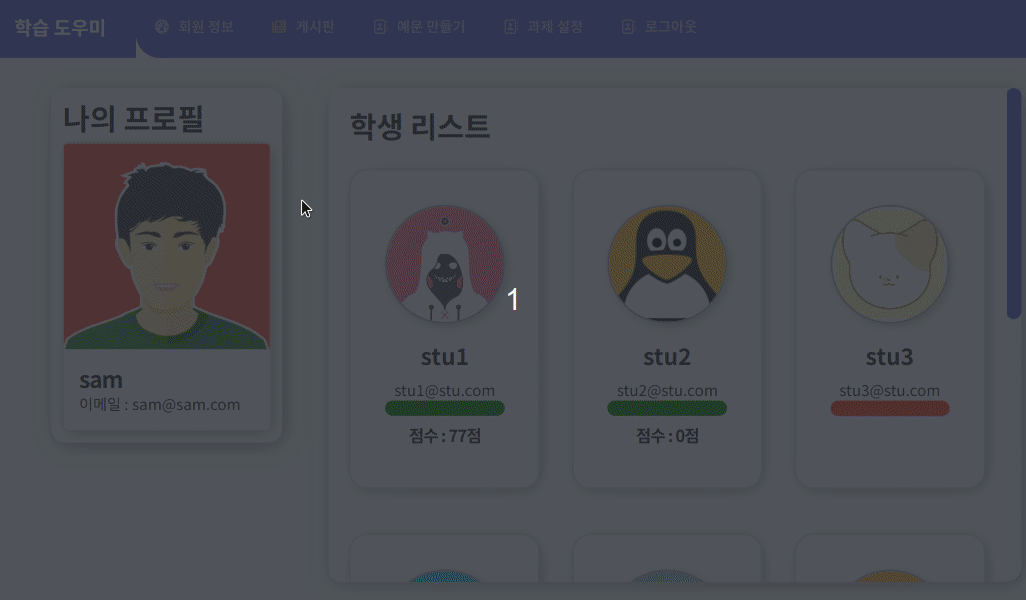 학습 도우미
회원 정보
게시판
예운 만들기
과제 설정
로그아웃
나의 프로필
sam
이메일 : sam@sam.com
학생 리스트
stu1
stu1@stu.com
점수 : 77점
stu2
stu2@stu.com
점수 : 0점
stu3
stu3@stu.com
1